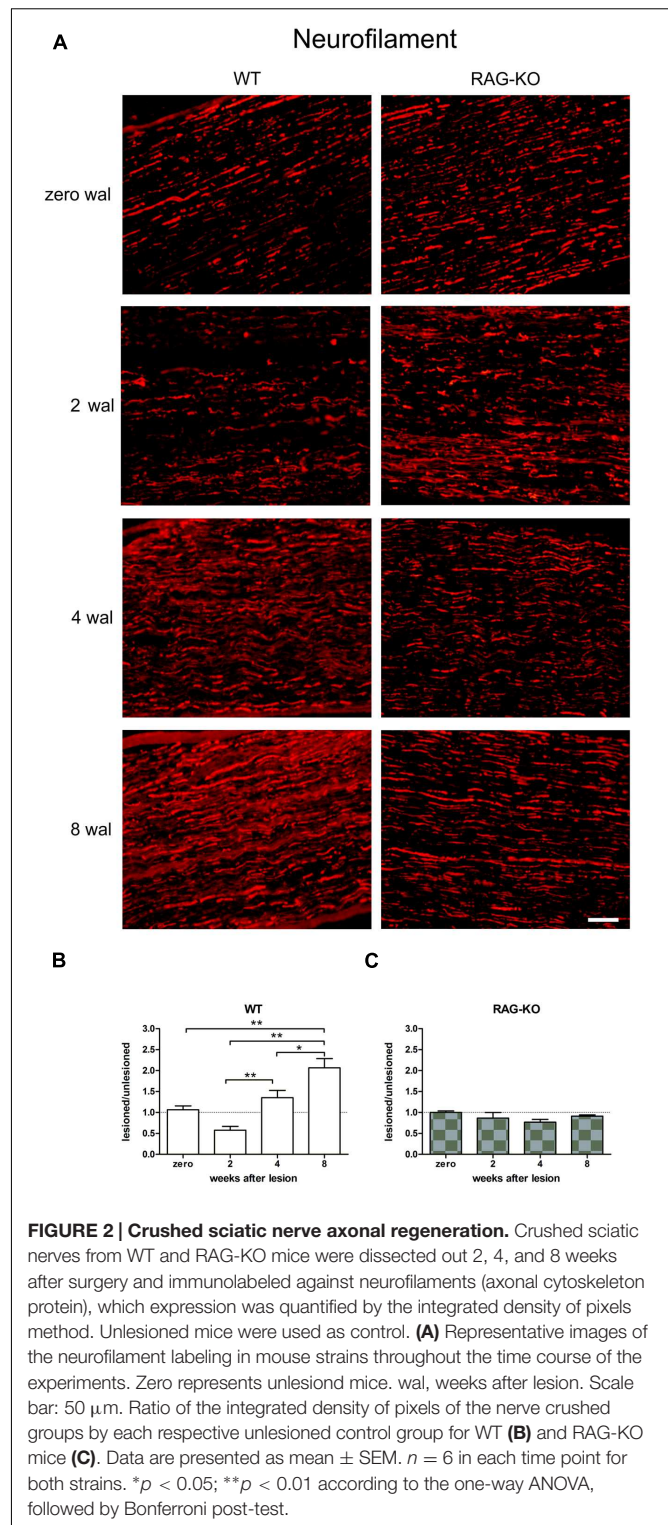 A
Neurofilament
WT RAG-KO
zero wal
2 wal
4 wal
8 wal
B C
WT
** 
**
*
**
3.0
2.5
2.0
1.5
1.0
0.5
0.0
lesioned/unlesioned
zero 2 4 8
weeks after lesion
RAG-KO
3.0
2.5
2.0
1.5
1.0
0.5
0.0
lesioned/unlesioned
zero 2 4 8
weeks after lesion
FIGURE 2 | Crushed sciatic nerve axonal regeneration. Crushed sciatic
nerves from WT and RAG-KO mice were dissected out 2, 4, and 8 weeks
after surgery and immunolabeled against neurofilaments (axonal cytoskeleton
protein), which expression was quantified by the integrated density of pixels
method. Unlesioned mice were used as control. (A) Representative images of
the neurofilament labeling in mouse strains throughout the time course of the
experiments. Zero represents unlesiond mice. wal, weeks after lesion. Scale
bar: 50 μm. Ratio of the integrated density of pixels of the nerve crushed
groups by each respective unlesioned control group for WT (B) and RAG-KO
mice (C). Data are presented as mean ± SEM. n = 6 in each time point for
both strains. *p < 0.05; **p < 0.01 according to the one-way ANOVA,
followed by Bonferroni post-test.